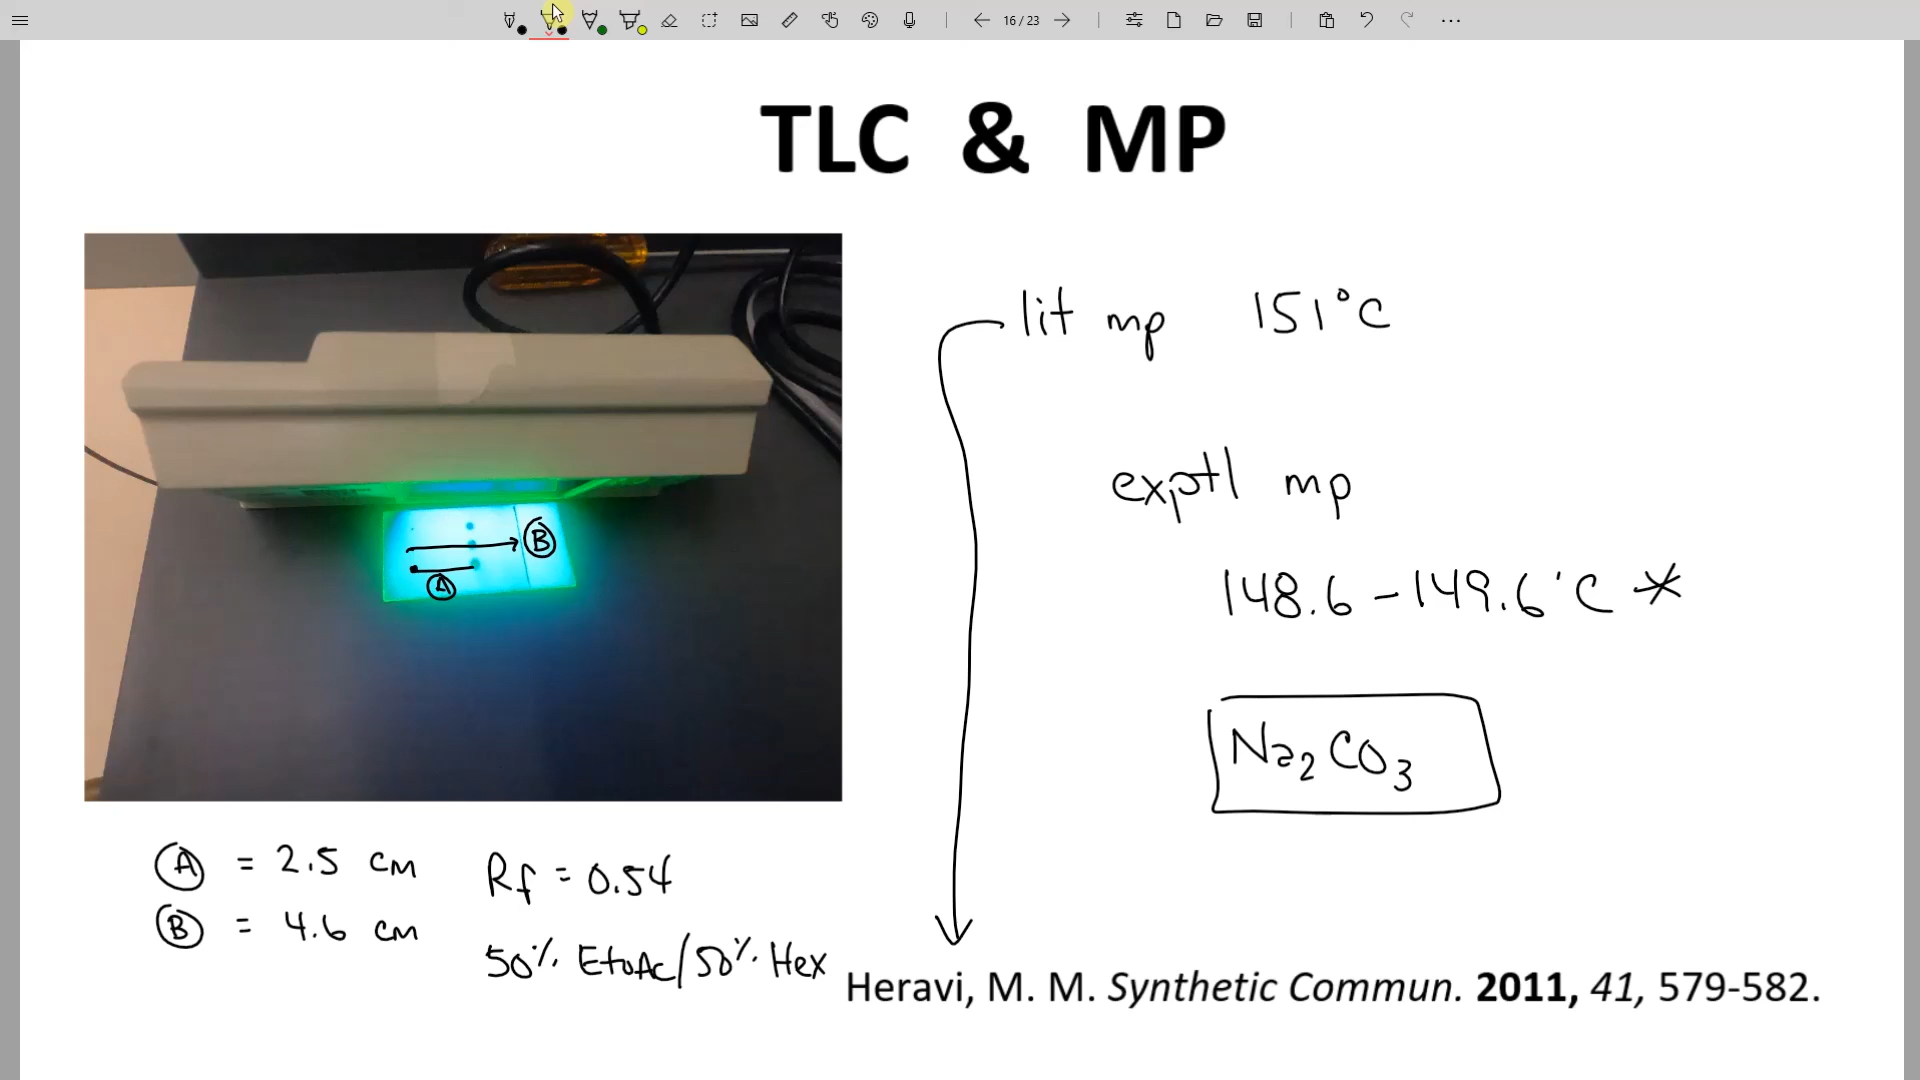 16 / 23
TLC & MP
lit mp 151°C
exptl mp
148.6 – 149.6°C *
Na₂CO₃
B
A
A = 2.5 cm
B = 4.6 cm
Rf = 0.54
50% EtOAc/50% Hex
Heravi, M. M. Synthetic Commun. 2011, 41, 579-582.